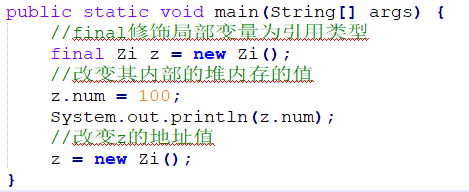 public static void main(String[] args) {
//final修饰局部变量为引用类型
final Zi z = new Zi();
//改变其内部的堆内存的值
z.num = 100;
System.out.println(z.num);
//改变z的地址值
z = new Zi();
}